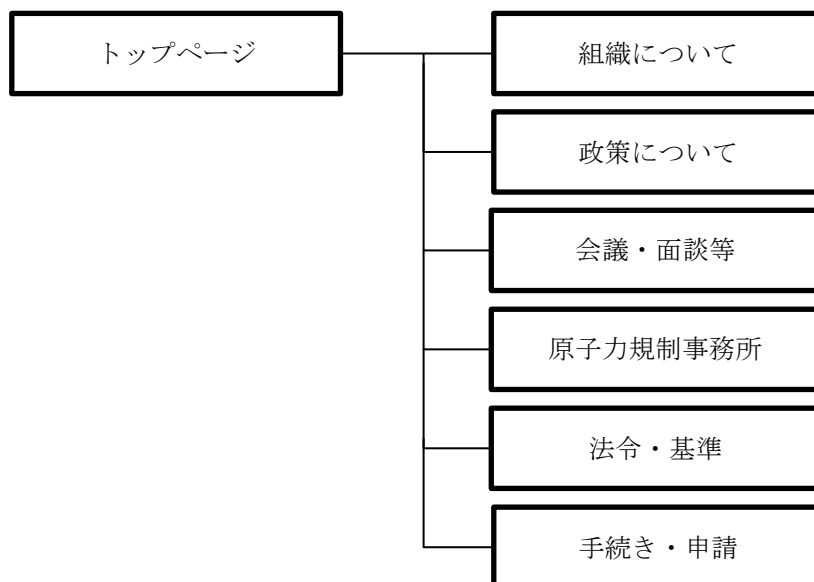 トップページ
組織について
政策について
会議・面談等
原子力規制事務所
法令・基準
手続き・申請